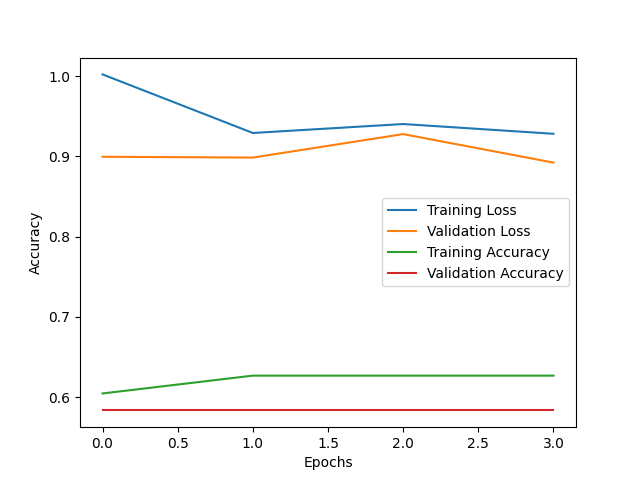 1.0
0.9
0.8
0.7
0.6
Accuracy
Training Loss
Validation Loss
Training Accuracy
Validation Accuracy
0.0 0.5 1.0 1.5 2.0 2.5 3.0
Epochs